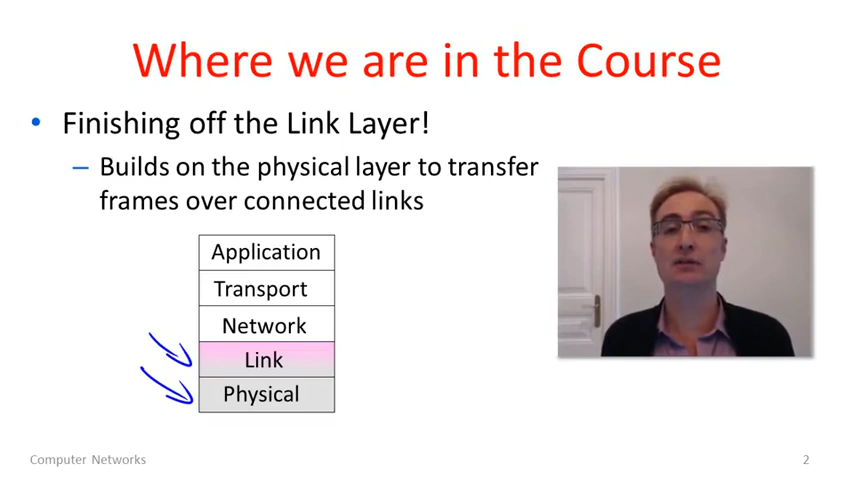 Where we are in the Course
• Finishing off the Link Layer!
– Builds on the physical layer to transfer
frames over connected links
Application
Transport
Network
Link
Physical
Computer Networks
2